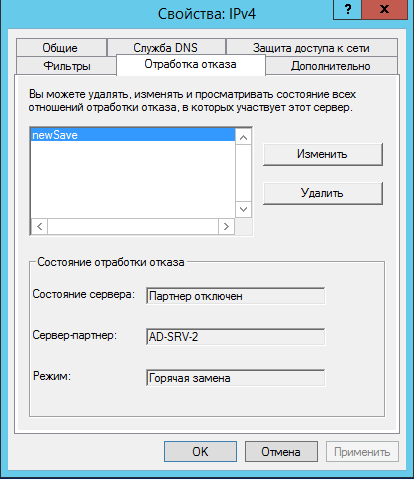 Свойства: IPv4
?
x
Общие
Служба DNS
Защита доступа к сети
Фильтры
Отработка отказа
Дополнительно
Вы можете удалять, изменять и просматривать состояние всех
отношений отработки отказа, в которых участвует этот сервер.
newSave
Изменить
Удалить
Состояние отработки отказа
Состояние сервера: Партнер отключен
Сервер-партнер: AD-SRV-2
Режим: Горячая замена
OK
Отмена
Применить